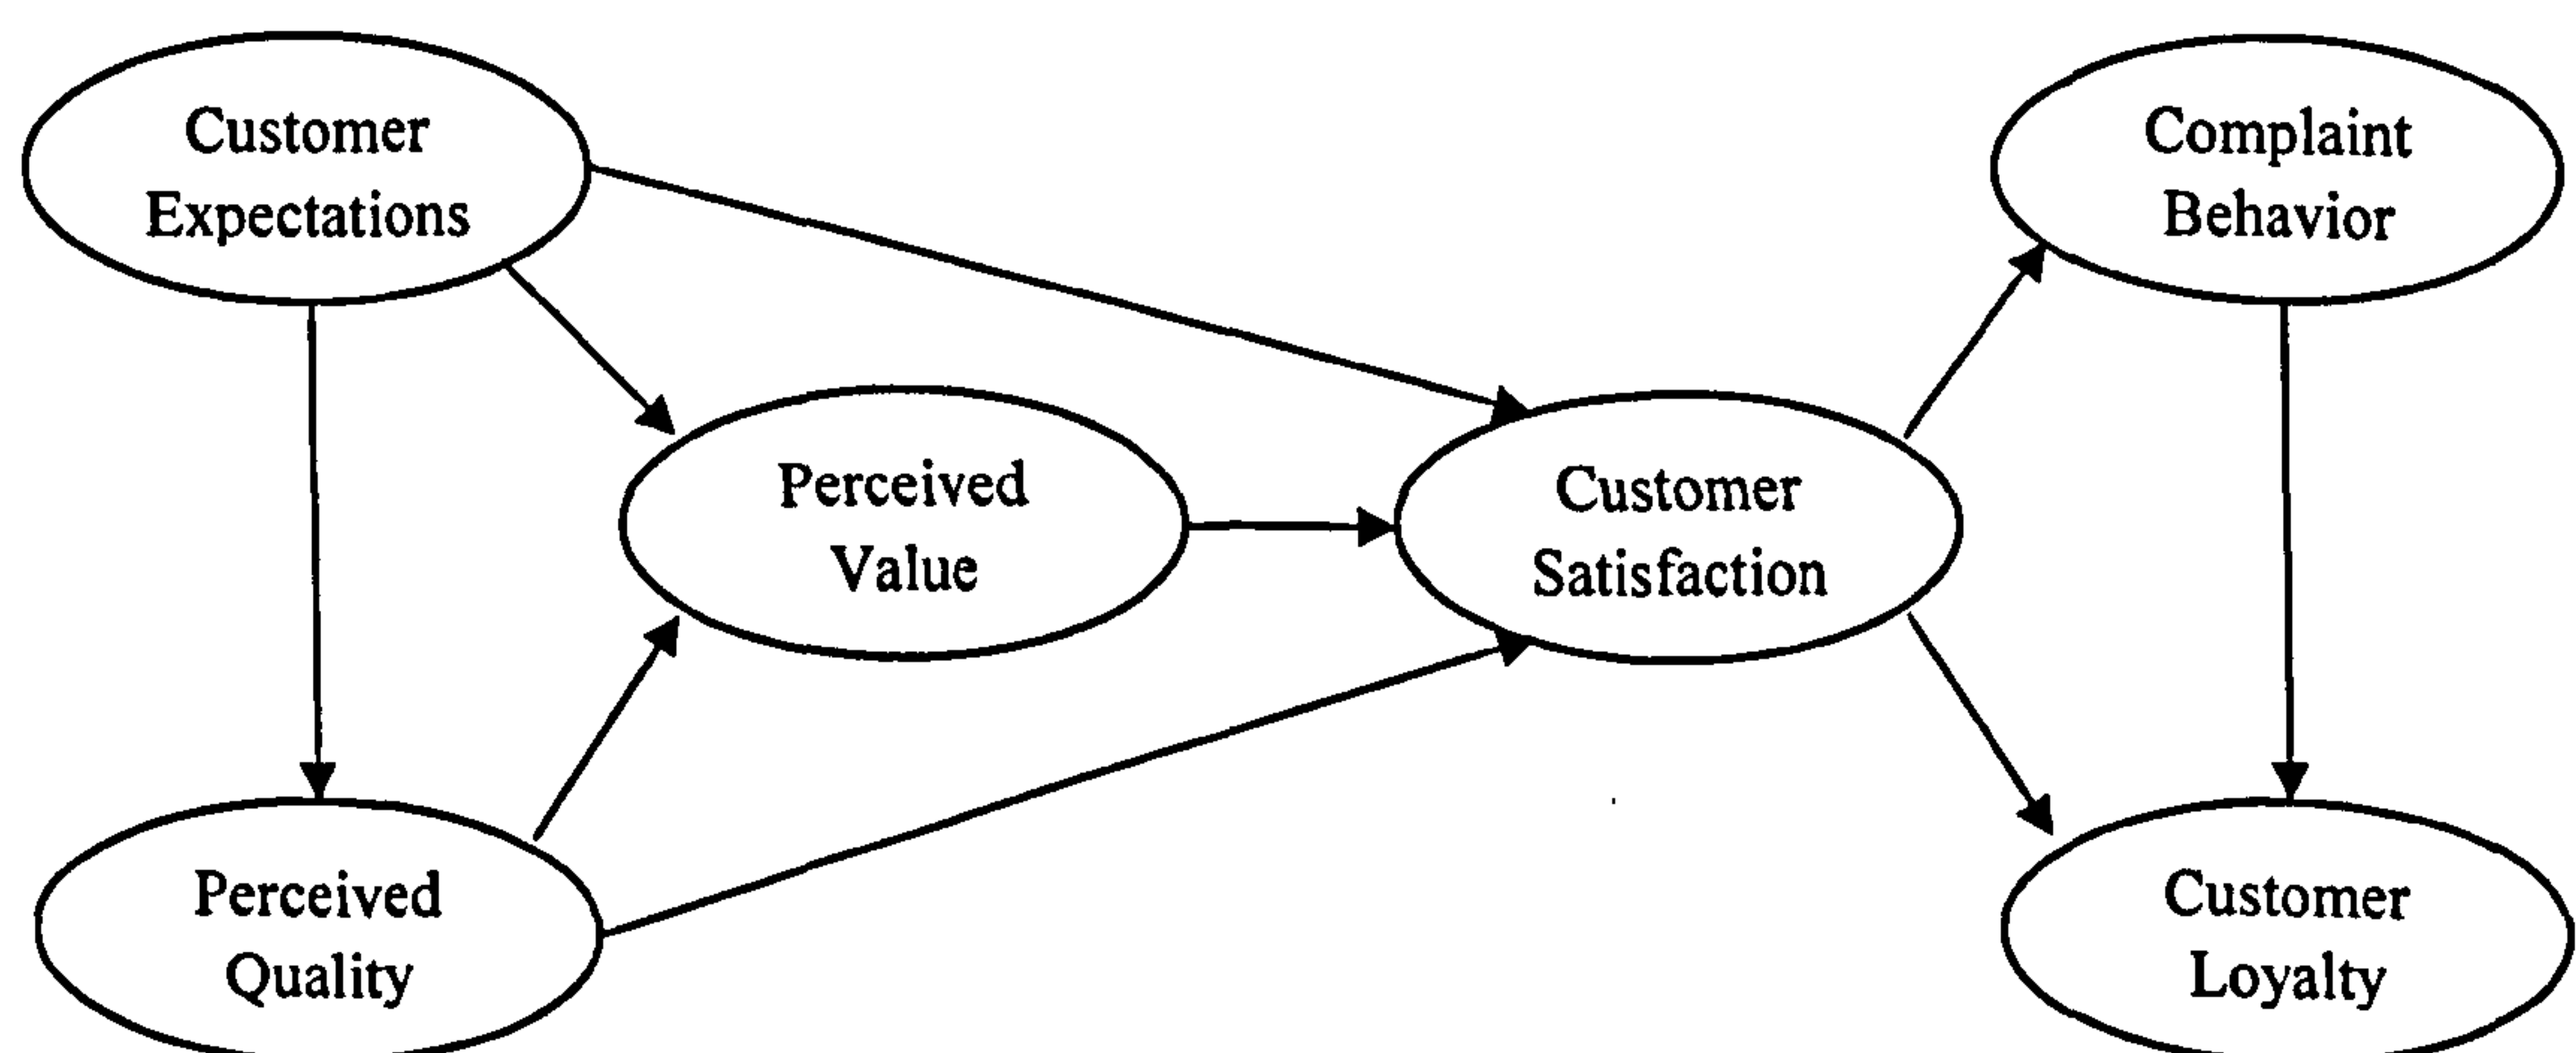 Customer
Expectations
Complaint
Behavior
Perceived
Value
Customer
Satisfaction
Perceived
Quality
Customer
Loyalty